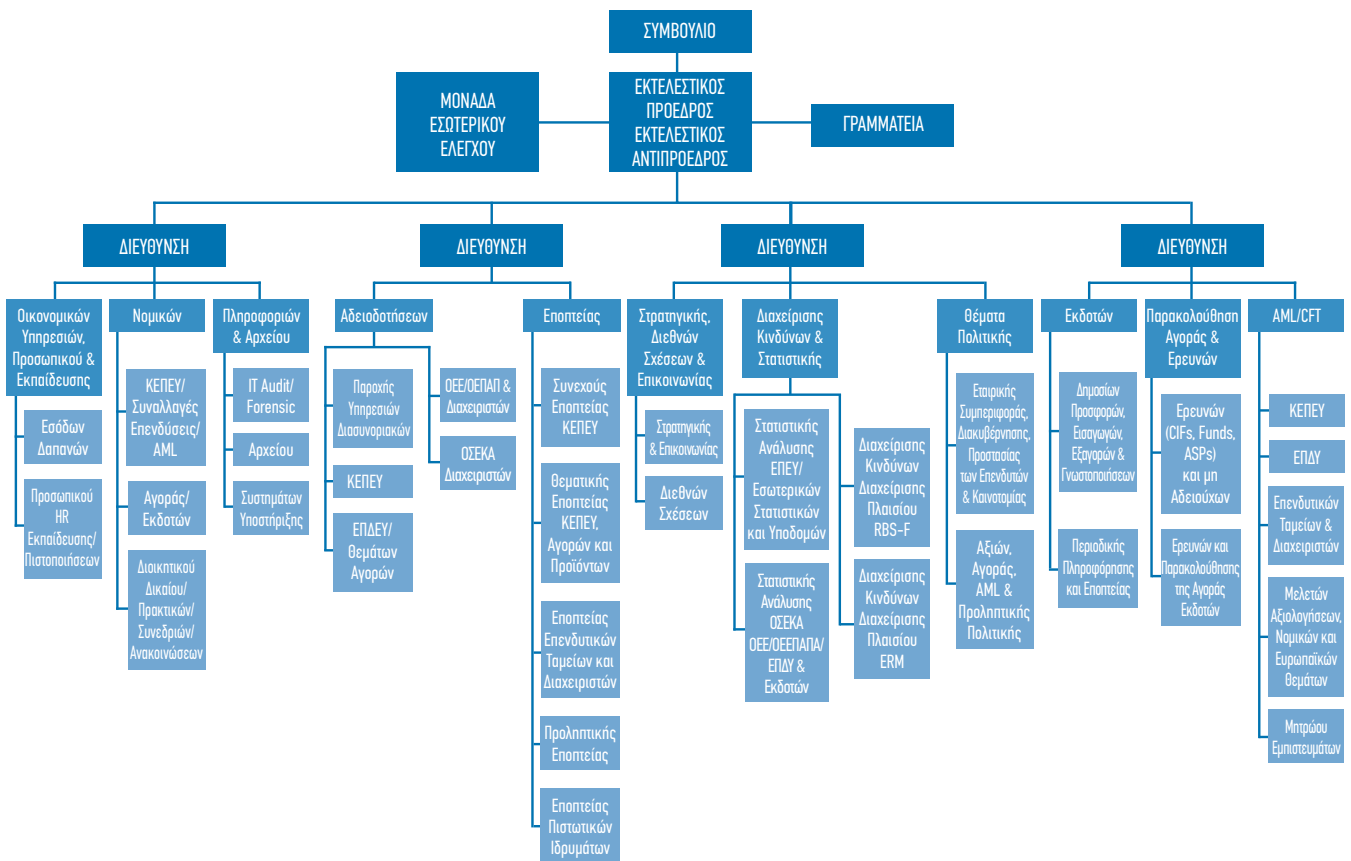 ΣΥΜΒΟΥΛΙΟ
ΜΟΝΑΔΑ
ΕΣΩΤΕΡΙΚΟΥ
ΕΛΕΓΧΟΥ
ΕΚΤΕΛΕΣΤΙΚΟΣ
ΠΡΟΕΔΡΟΣ
ΕΚΤΕΛΕΣΤΙΚΟΣ
ΑΝΤΙΠΡΟΕΔΡΟΣ
ΓΡΑΜΜΑΤΕΙΑ
ΔΙΕΥΘΥΝΣΗ
Οικονομικών
Υπηρεσιών,
Προσωπικού &
Εκπαίδευσης
Εσόδων
Δαπανών
Προσωπικού
HR
Εκπαίδευσης/
Πιστοποιήσεων
Νομικών
ΚΕΠΕΥ/
Συναλλαγές
Επενδύσεις/
AML
Αγοράς/
Εκδοτών
Διοικητικού
Δικαίου/
Πρακτικών/
Συνεδριών/
Ανακοινώσεων
Πληροφοριών
& Αρχείου
IT Audit/
Forensic
Αρχείου
Συστημάτων
Υποστήριξης
ΔΙΕΥΘΥΝΣΗ
Αδειοδοτήσεων
Παροχής
Υπηρεσιών
Διασυνοριακών
ΚΕΠΕΥ
ΕΠΔΕΥ/
Θεμάτων
Αγορών
ΟΕΕ/ΟΕΠΑΠ &
Διαχειριστών
ΟΣΕΚΑ
Διαχειριστών
Εποπτείας
Συνεχούς
Εποπτείας
ΚΕΠΕΥ
Θεματικής
Εποπτείας
ΚΕΠΕΥ,
Αγορών και
Προϊόντων
Εποπτείας
Επενδυτικών
Ταμείων και
Διαχειριστών
Προληπτικής
Εποπτείας
Εποπτείας
Πιστωτικών
Ιδρυμάτων
ΔΙΕΥΘΥΝΣΗ
Στρατηγικής,
Διεθνών
Σχέσεων &
Επικοινωνίας
Στρατηγικής
& Επικοινωνίας
Διεθνών
Σχέσεων
Διαχείρισης
Κινδύνων &
Στατιστικής
Στατιστικής
Ανάλυσης
ΕΠΕΥ/
Εσωτερικών
Στατιστικών
και Υποδομών
Στατιστικής
Ανάλυσης
ΟΣΕΚΑ
ΟΕΕ/ΟΕΕΠΑΠΑ/
ΕΠΔΥ &
Εκδοτών
Διαχείρισης
Κινδύνων
Διαχείρισης
Πλαισίου
RBS-F
Διαχείρισης
Κινδύνων
Διαχείρισης
Πλαισίου
ERM
Θέματα
Πολιτικής
Εταιρικής
Συμπεριφοράς,
Διακυβέρνησης,
Προστασίας
των Επενδυτών
& Καινοτομίας
Αξιών,
Αγοράς,
AML &
Προληπτικής
Πολιτικής
ΔΙΕΥΘΥΝΣΗ
Εκδοτών
Δημοσίων
Προσφορών,
Εισαγωγών,
Εξαγορών &
Γνωστοποιήσεων
Περιοδικής
Πληροφόρησης
και Εποπτείας
Παρακολούθηση
Αγοράς &
Ερευνών
Ερευνών
(CIFs, Funds,
ASPs)
και μη
Αδειούχων
Ερευνών και
Παρακολούθησης
της Αγοράς
Εκδοτών
AML/CFT
ΚΕΠΕΥ
ΕΠΔΥ
Επενδυτικών
Ταμείων &
Διαχειριστών
Μελετών
Αξιολογήσεων,
Νομικών και
Ευρωπαϊκών
Θεμάτων
Μητρώου
Εμπιστευμάτων